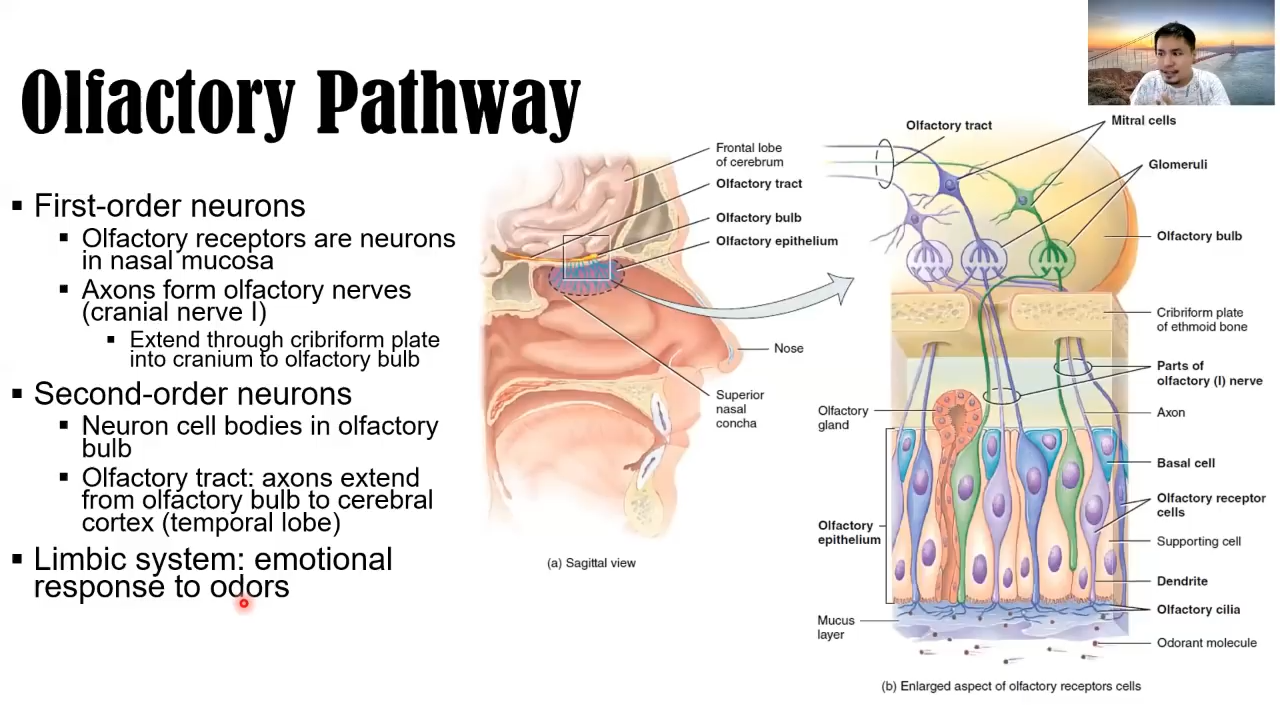 Olfactory Pathway
▪ First-order neurons
▪ Olfactory receptors are neurons
in nasal mucosa
▪ Axons form olfactory nerves
(cranial nerve I)
▪ Extend through cribriform plate
into cranium to olfactory bulb
▪ Second-order neurons
▪ Neuron cell bodies in olfactory
bulb
▪ Olfactory tract: axons extend
from olfactory bulb to cerebral
cortex (temporal lobe)
▪ Limbic system: emotional
response to odors
Frontal lobe
of cerebrum
Olfactory tract
Olfactory bulb
Olfactory epithelium
Nose
Superior
nasal
concha
(a) Sagittal view
Olfactory tract
Mitral cells
Glomeruli
Olfactory bulb
Cribriform plate
of ethmoid bone
Parts of
olfactory (I) nerve
Axon
Olfactory
gland
Basal cell
Olfactory receptor
cells
Olfactory
epithelium
Supporting cell
Dendrite
Olfactory cilia
Mucus
layer
Odorant molecule
(b) Enlarged aspect of olfactory receptors cells